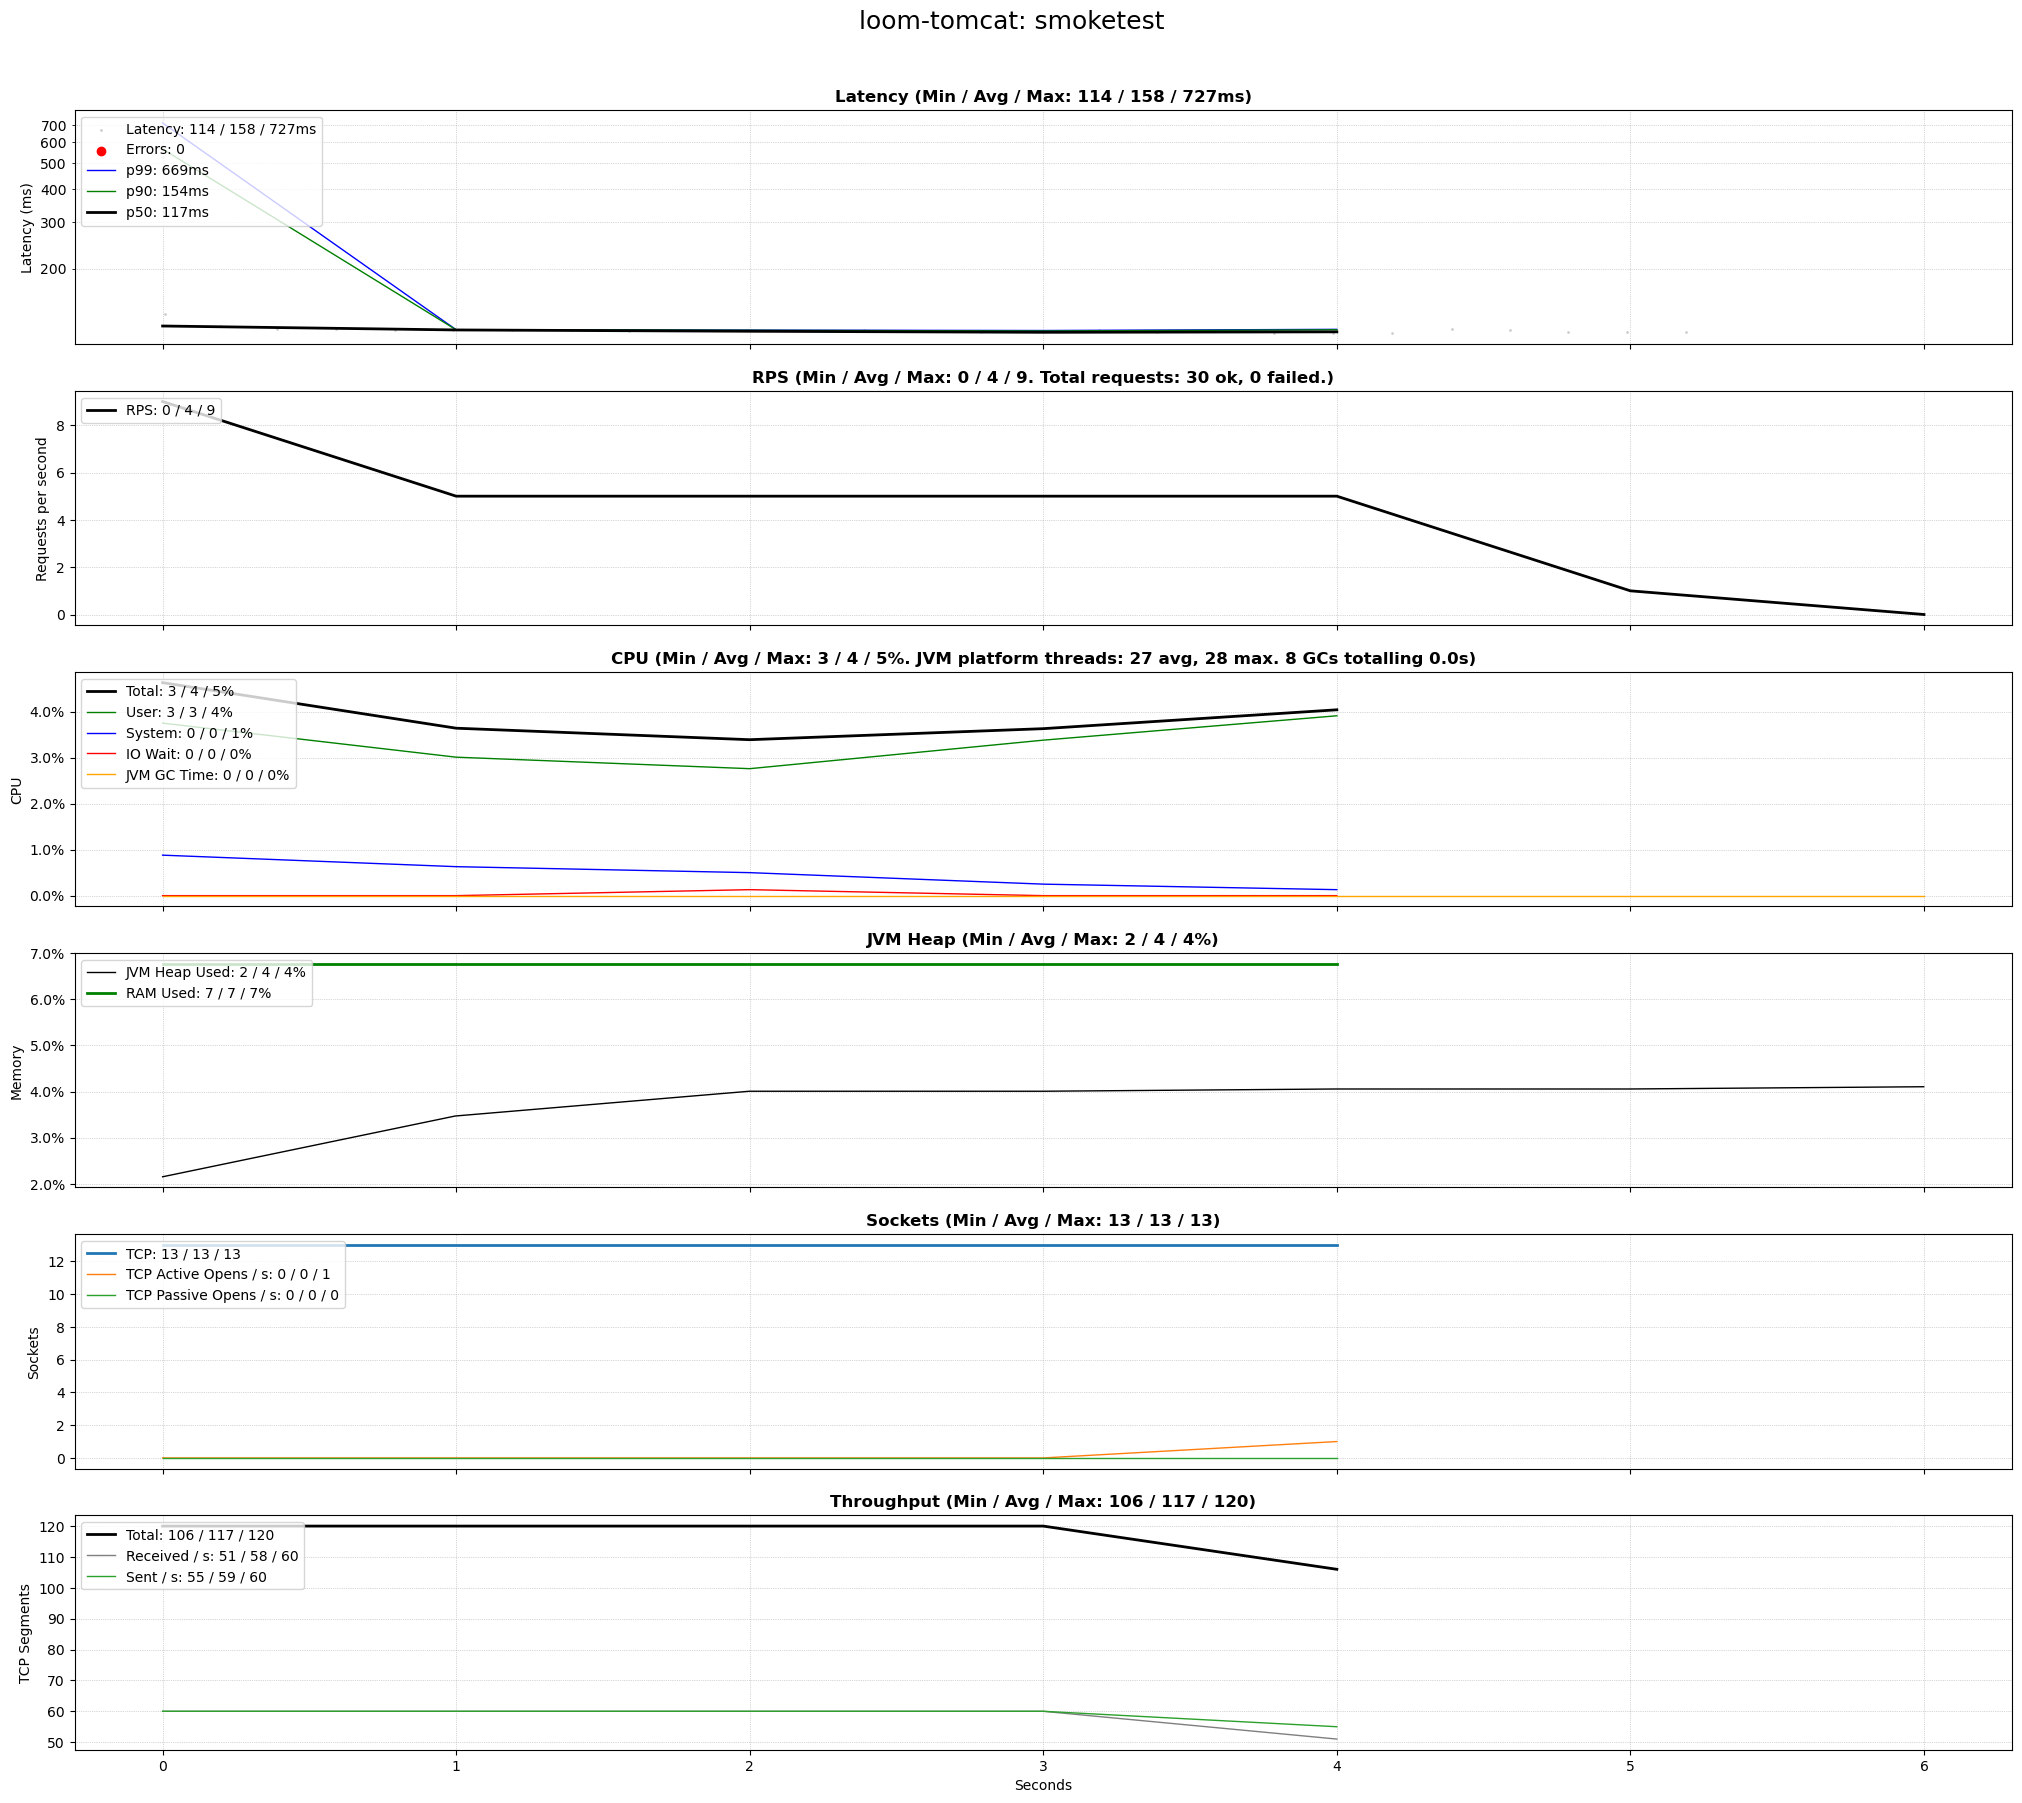 loom-tomcat: smoketest
Latency (Min / Avg / Max: 114 / 158 / 727ms)
Latency (ms)
700
600
500
400
300
200
Latency: 114 / 158 / 727ms
Errors: 0
p99: 669ms
p90: 154ms
p50: 117ms
RPS (Min / Avg / Max: 0 / 4 / 9. Total requests: 30 ok, 0 failed.)
Requests per second
8
6
4
2
0
RPS: 0 / 4 / 9
CPU (Min / Avg / Max: 3 / 4 / 5%. JVM platform threads: 27 avg, 28 max. 8 GCs totalling 0.0s)
CPU
4.0%
3.0%
2.0%
1.0%
0.0%
Total: 3 / 4 / 5%
User: 3 / 3 / 4%
System: 0 / 0 / 1%
IO Wait: 0 / 0 / 0%
JVM GC Time: 0 / 0 / 0%
JVM Heap (Min / Avg / Max: 2 / 4 / 4%)
Memory
7.0%
6.0%
5.0%
4.0%
3.0%
2.0%
JVM Heap Used: 2 / 4 / 4%
RAM Used: 7 / 7 / 7%
Sockets (Min / Avg / Max: 13 / 13 / 13)
Sockets
12
10
8
6
4
2
0
TCP: 13 / 13 / 13
TCP Active Opens / s: 0 / 0 / 1
TCP Passive Opens / s: 0 / 0 / 0
Throughput (Min / Avg / Max: 106 / 117 / 120)
TCP Segments
120
110
100
90
80
70
60
50
Total: 106 / 117 / 120
Received / s: 51 / 58 / 60
Sent / s: 55 / 59 / 60
0 1 2 3 4 5 6
Seconds